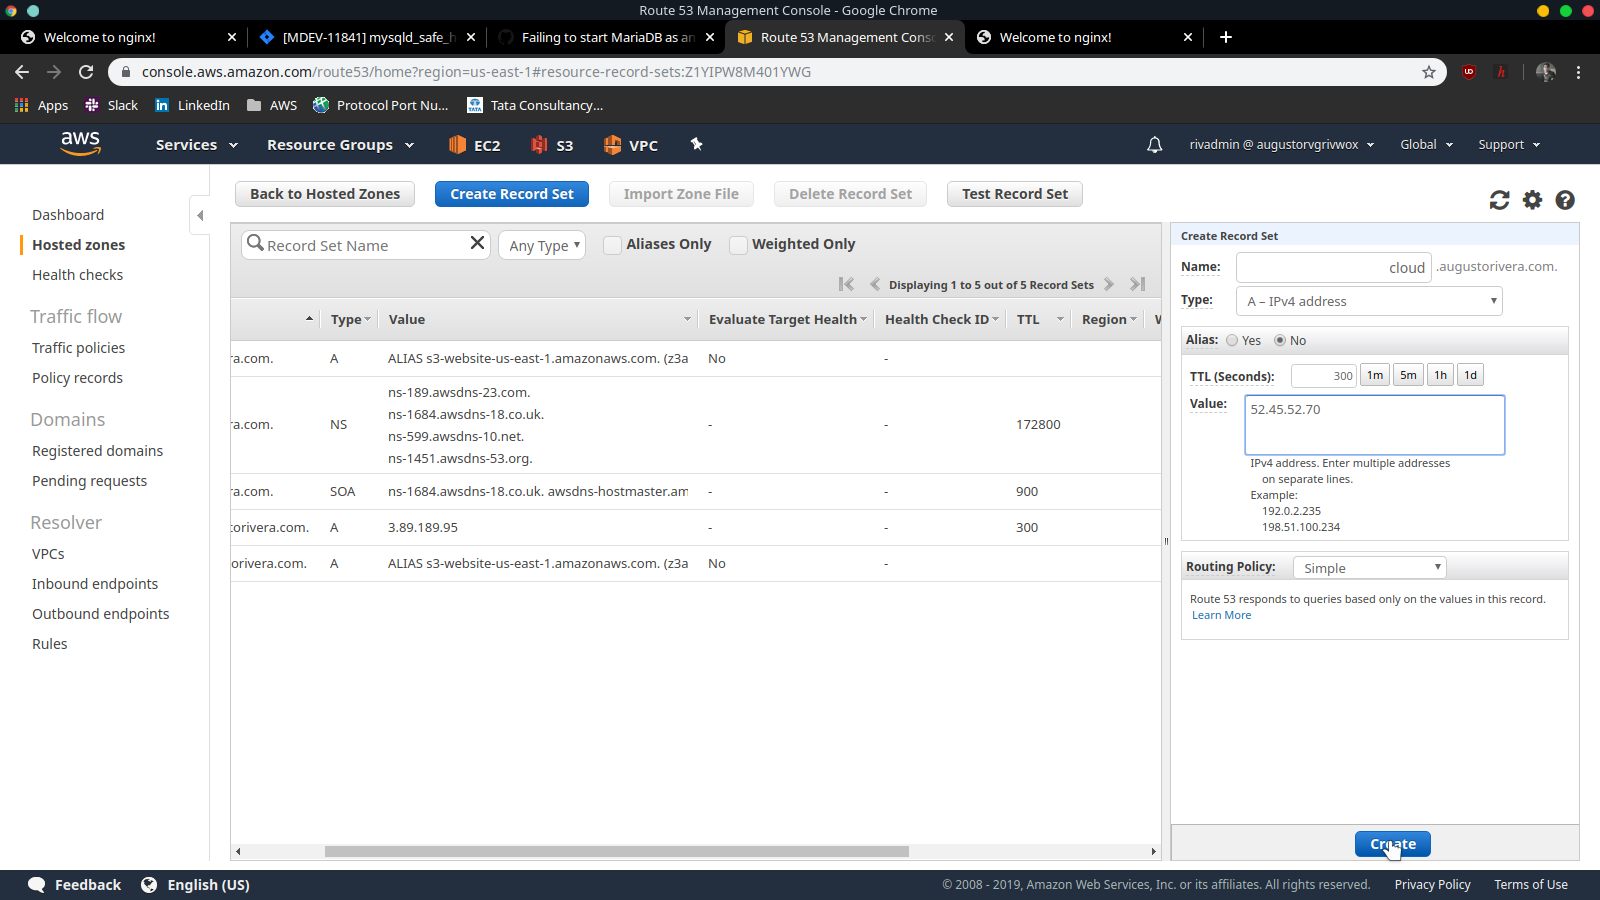 Route 53 Management Console - Google Chrome
Welcome to nginx!
[MDEV-11841] mysqld_safe_h
Failing to start MariaDB as an
Route 53 Management Conso
Welcome to nginx!
console.aws.amazon.com/route53/home?region=us-east-1#resource-record-sets:Z1YIPW8M401YWG
Apps
Slack
LinkedIn
AWS
Protocol Port Nu...
Tata Consultancy...
aws
Services
Resource Groups
EC2
S3
VPC
rivadmin @ augustorvgrivwox
Global
Support
Dashboard
Hosted zones
Health checks
Traffic flow
Traffic policies
Policy records
Domains
Registered domains
Pending requests
Resolver
VPCs
Inbound endpoints
Outbound endpoints
Rules
Back to Hosted Zones
Create Record Set
Import Zone File
Delete Record Set
Test Record Set
Record Set Name
Any Type
Aliases Only
Weighted Only
Displaying 1 to 5 out of 5 Record Sets
Type
Value
Evaluate Target Health
Health Check ID
TTL
Region
ra.com.
A
ALIAS s3-website-us-east-1.amazonaws.com. (z3a
No
-
ra.com.
NS
ns-189.awsdns-23.com.
ns-1684.awsdns-18.co.uk.
ns-599.awsdns-10.net.
ns-1451.awsdns-53.org.
-
-
172800
ra.com.
SOA
ns-1684.awsdns-18.co.uk. awsdns-hostmaster.am
-
-
900
torivera.com.
A
3.89.189.95
-
-
300
orivera.com.
A
ALIAS s3-website-us-east-1.amazonaws.com. (z3a
No
-
Create Record Set
Name:
cloud
.augustorivera.com.
Type:
A – IPv4 address
Alias:
Yes
No
TTL (Seconds):
300
1m
5m
1h
1d
Value:
52.45.52.70
IPv4 address. Enter multiple addresses
on separate lines.
Example:
192.0.2.235
198.51.100.234
Routing Policy:
Simple
Route 53 responds to queries based only on the values in this record.
Learn More
Create
Feedback
English (US)
© 2008 - 2019, Amazon Web Services, Inc. or its affiliates. All rights reserved.
Privacy Policy
Terms of Use